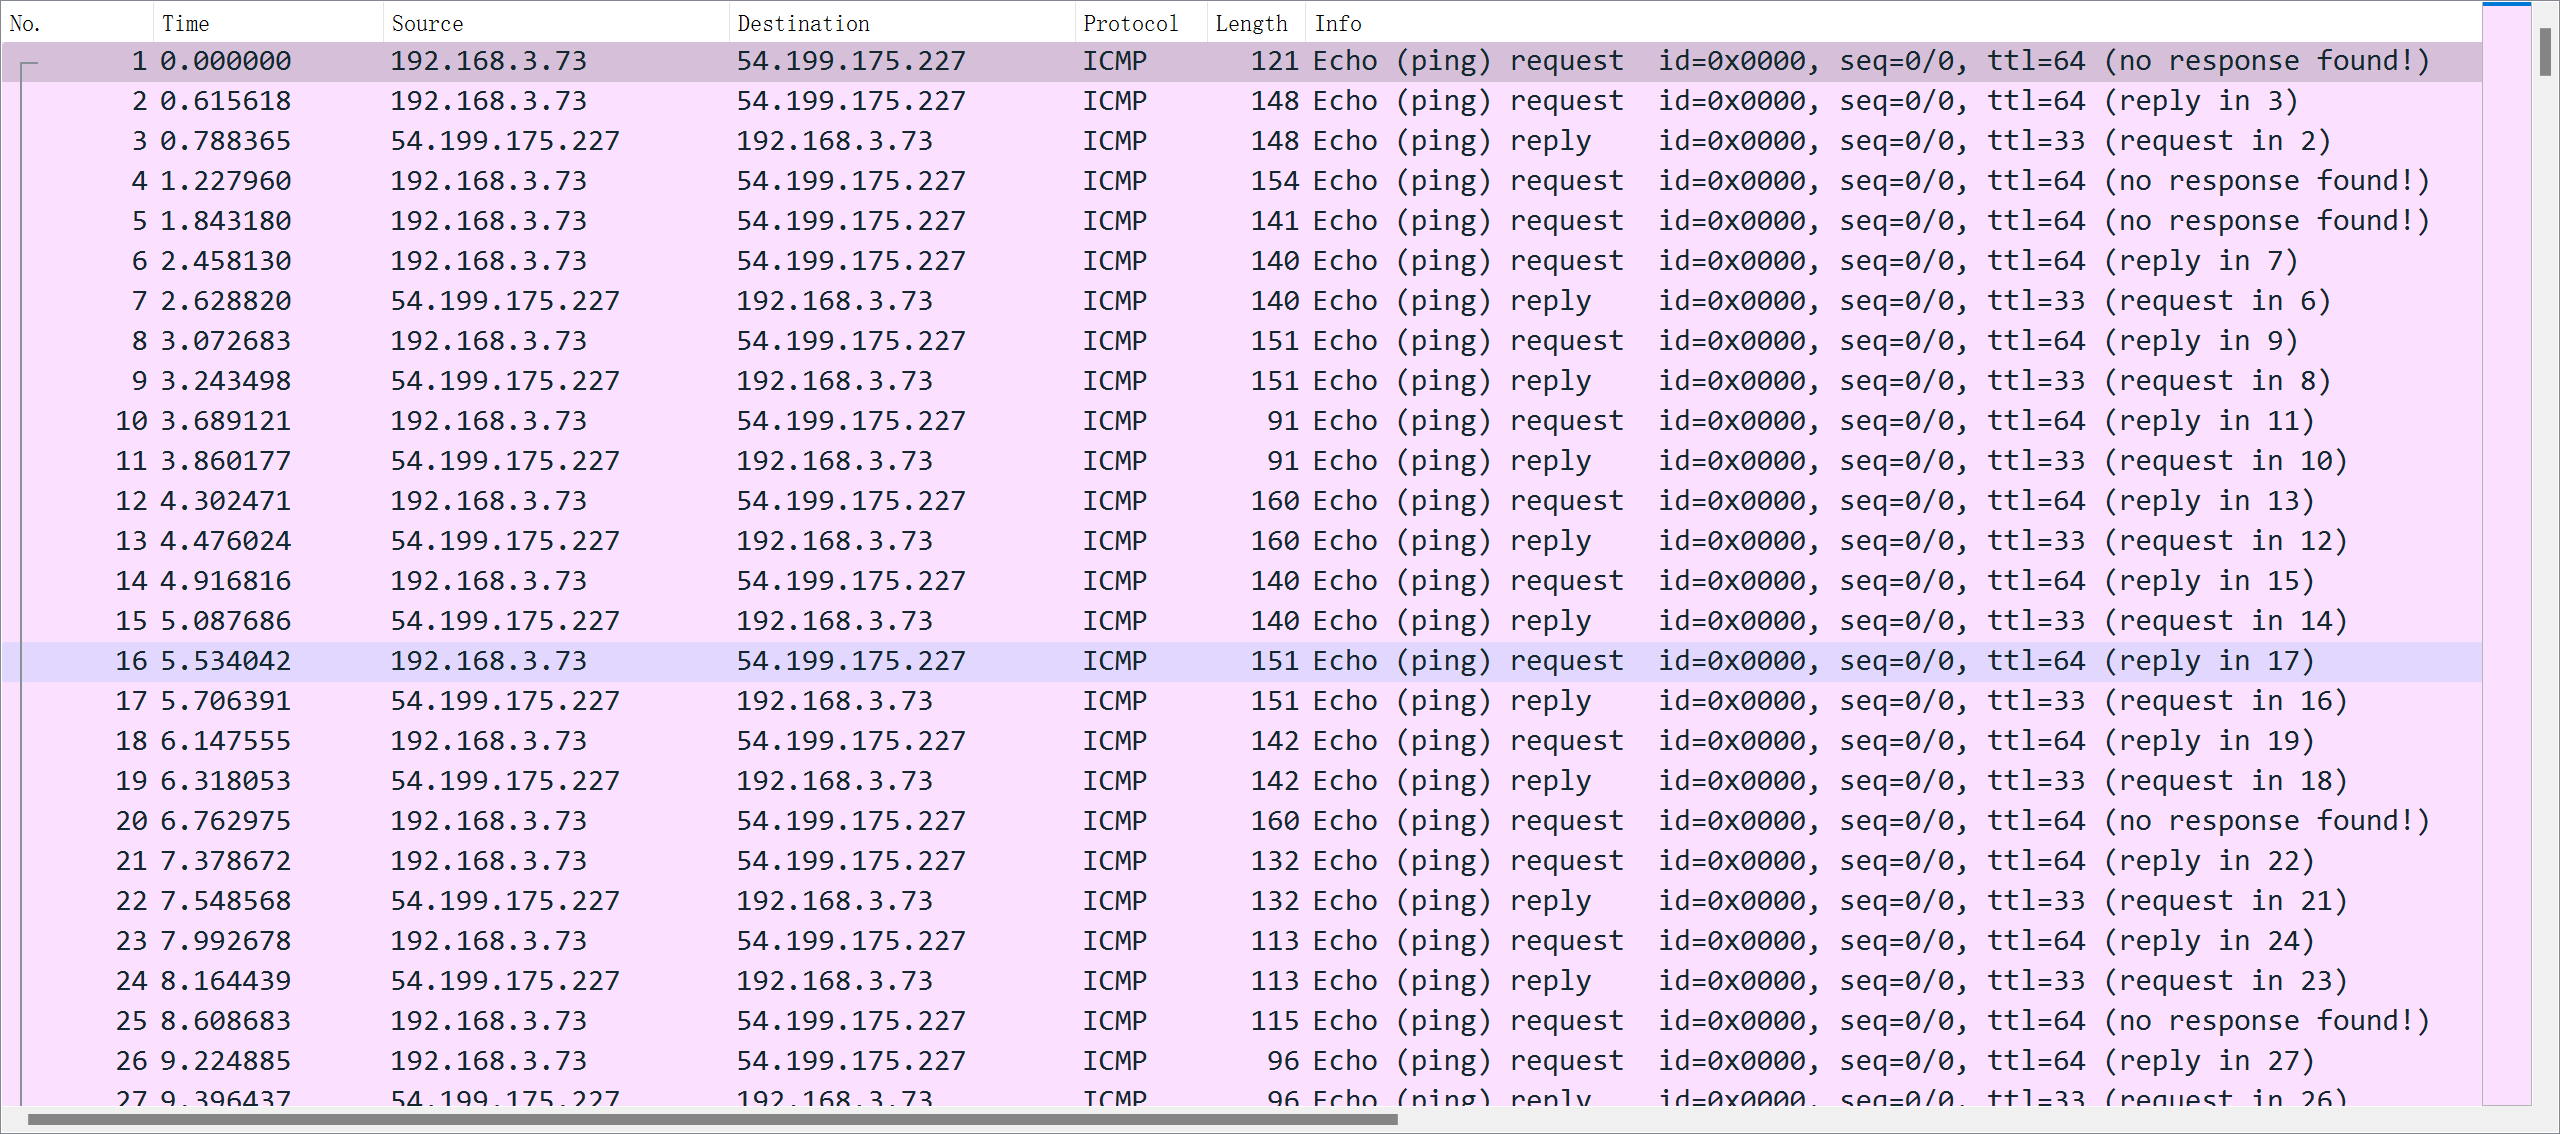 No. Time Source Destination Protocol Length Info
1 0.000000 192.168.3.73 54.199.175.227 ICMP 121 Echo (ping) request id=0x0000, seq=0/0, ttl=64 (no response found!)
2 0.615618 192.168.3.73 54.199.175.227 ICMP 148 Echo (ping) request id=0x0000, seq=0/0, ttl=64 (reply in 3)
3 0.788365 54.199.175.227 192.168.3.73 ICMP 148 Echo (ping) reply id=0x0000, seq=0/0, ttl=33 (request in 2)
4 1.227960 192.168.3.73 54.199.175.227 ICMP 154 Echo (ping) request id=0x0000, seq=0/0, ttl=64 (no response found!)
5 1.843180 192.168.3.73 54.199.175.227 ICMP 141 Echo (ping) request id=0x0000, seq=0/0, ttl=64 (no response found!)
6 2.458130 192.168.3.73 54.199.175.227 ICMP 140 Echo (ping) request id=0x0000, seq=0/0, ttl=64 (reply in 7)
7 2.628820 54.199.175.227 192.168.3.73 ICMP 140 Echo (ping) reply id=0x0000, seq=0/0, ttl=33 (request in 6)
8 3.072683 192.168.3.73 54.199.175.227 ICMP 151 Echo (ping) request id=0x0000, seq=0/0, ttl=64 (reply in 9)
9 3.243498 54.199.175.227 192.168.3.73 ICMP 151 Echo (ping) reply id=0x0000, seq=0/0, ttl=33 (request in 8)
10 3.689121 192.168.3.73 54.199.175.227 ICMP 91 Echo (ping) request id=0x0000, seq=0/0, ttl=64 (reply in 11)
11 3.860177 54.199.175.227 192.168.3.73 ICMP 91 Echo (ping) reply id=0x0000, seq=0/0, ttl=33 (request in 10)
12 4.302471 192.168.3.73 54.199.175.227 ICMP 160 Echo (ping) request id=0x0000, seq=0/0, ttl=64 (reply in 13)
13 4.476024 54.199.175.227 192.168.3.73 ICMP 160 Echo (ping) reply id=0x0000, seq=0/0, ttl=33 (request in 12)
14 4.916816 192.168.3.73 54.199.175.227 ICMP 140 Echo (ping) request id=0x0000, seq=0/0, ttl=64 (reply in 15)
15 5.087686 54.199.175.227 192.168.3.73 ICMP 140 Echo (ping) reply id=0x0000, seq=0/0, ttl=33 (request in 14)
16 5.534042 192.168.3.73 54.199.175.227 ICMP 151 Echo (ping) request id=0x0000, seq=0/0, ttl=64 (reply in 17)
17 5.706391 54.199.175.227 192.168.3.73 ICMP 151 Echo (ping) reply id=0x0000, seq=0/0, ttl=33 (request in 16)
18 6.147555 192.168.3.73 54.199.175.227 ICMP 142 Echo (ping) request id=0x0000, seq=0/0, ttl=64 (reply in 19)
19 6.318053 54.199.175.227 192.168.3.73 ICMP 142 Echo (ping) reply id=0x0000, seq=0/0, ttl=33 (request in 18)
20 6.762975 192.168.3.73 54.199.175.227 ICMP 160 Echo (ping) request id=0x0000, seq=0/0, ttl=64 (no response found!)
21 7.378672 192.168.3.73 54.199.175.227 ICMP 132 Echo (ping) request id=0x0000, seq=0/0, ttl=64 (reply in 22)
22 7.548568 54.199.175.227 192.168.3.73 ICMP 132 Echo (ping) reply id=0x0000, seq=0/0, ttl=33 (request in 21)
23 7.992678 192.168.3.73 54.199.175.227 ICMP 113 Echo (ping) request id=0x0000, seq=0/0, ttl=64 (reply in 24)
24 8.164439 54.199.175.227 192.168.3.73 ICMP 113 Echo (ping) reply id=0x0000, seq=0/0, ttl=33 (request in 23)
25 8.608683 192.168.3.73 54.199.175.227 ICMP 115 Echo (ping) request id=0x0000, seq=0/0, ttl=64 (no response found!)
26 9.224885 192.168.3.73 54.199.175.227 ICMP 96 Echo (ping) request id=0x0000, seq=0/0, ttl=64 (reply in 27)
27 9.396437 54.199.175.227 192.168.3.73 ICMP 96 Echo (ping) reply id=0x0000, seq=0/0, ttl=33 (request in 26)